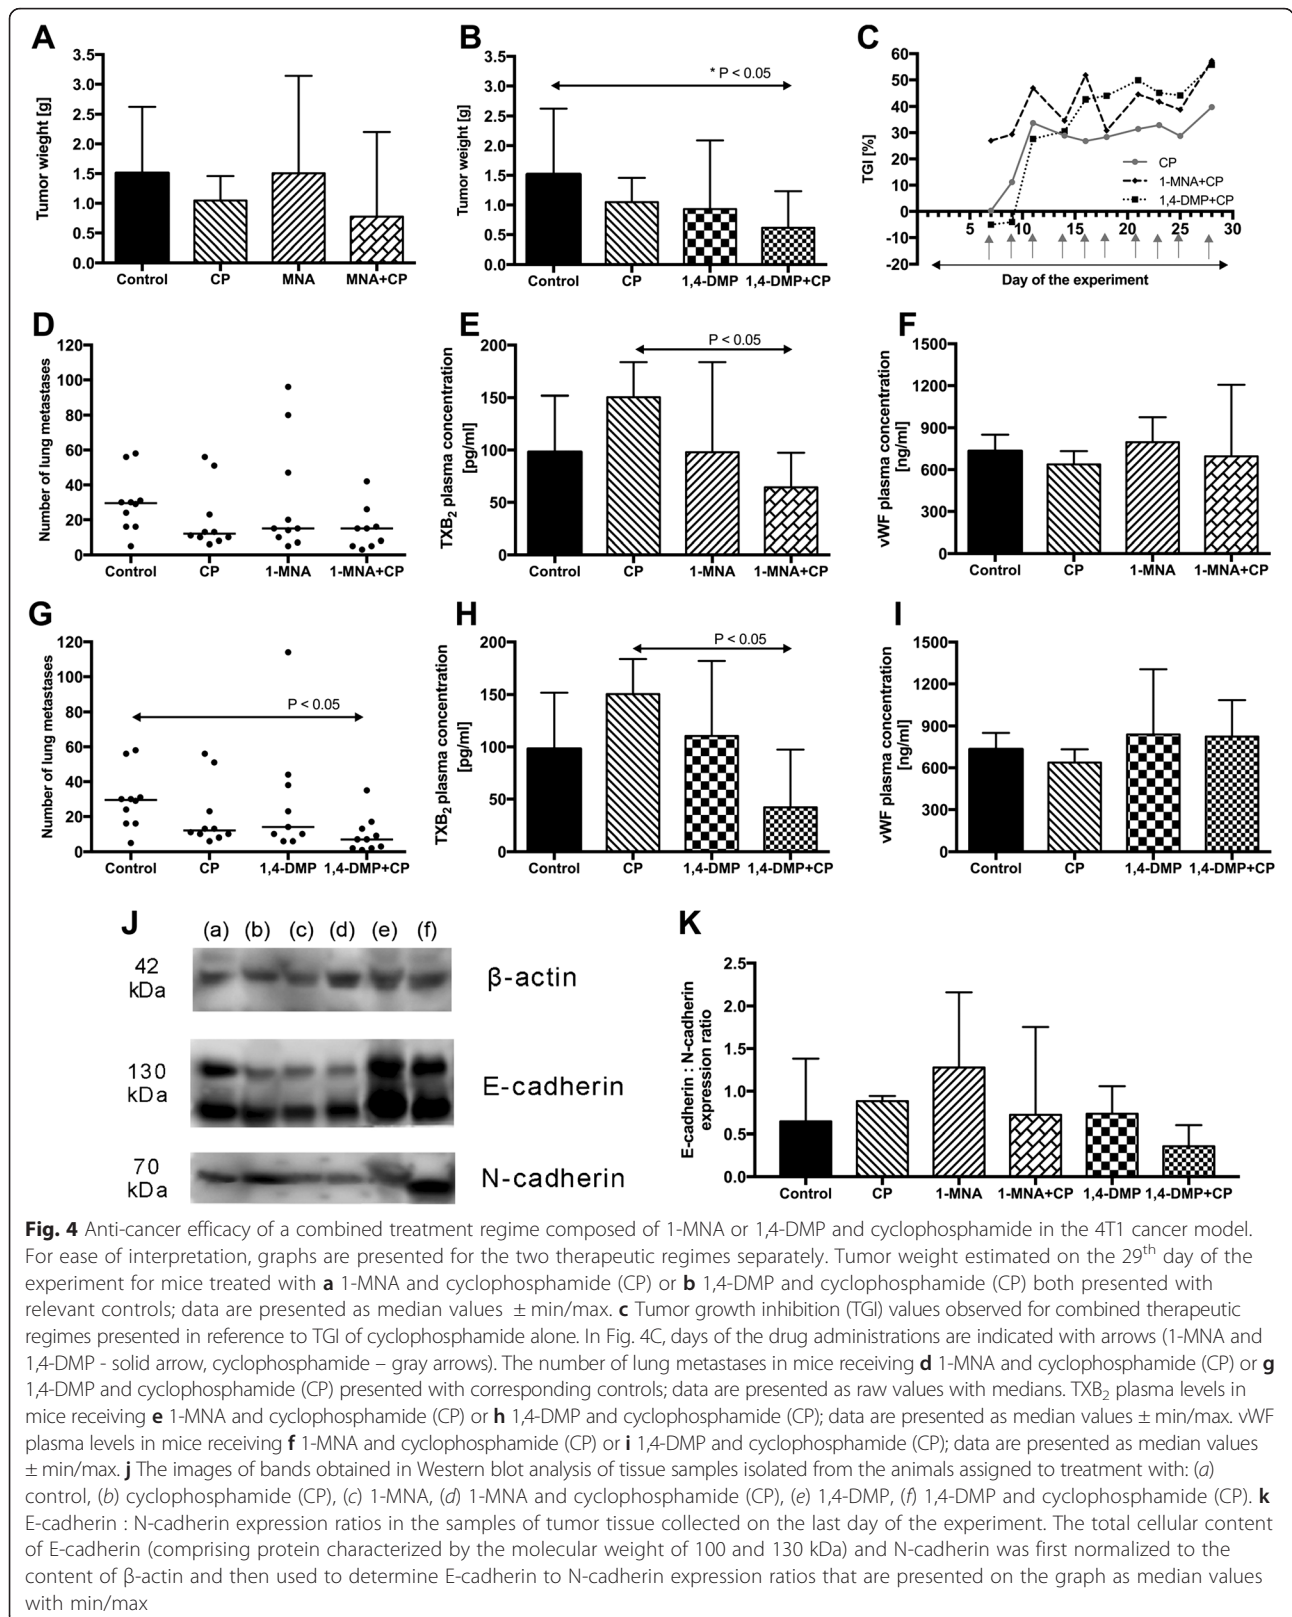 A
Tumor wieght [g]
3.5
3.0
2.5
2.0
1.5
1.0
0.5
0.0
Control CP MNA MNA+CP
B
Tumor weight [g]
3.5
3.0
2.5
2.0
1.5
1.0
0.5
0.0
* P < 0.05
Control CP 1,4-DMP 1,4-DMP+CP
C
TGI [%]
60
50
40
30
20
10
0
-10
-20
5 10 15 20 25 30
CP
1-MNA+CP
1,4-DMP+CP
Day of the experiment
D
Number of lung metastases
120
100
80
60
40
20
0
Control CP 1-MNA 1-MNA+CP
E
TXB2 plasma concentration
[pg/ml]
200
150
100
50
0
P < 0.05
Control CP 1-MNA 1-MNA+CP
F
vWF plasma concentration
[ng/ml]
1500
1200
900
600
300
0
Control CP 1-MNA 1-MNA+CP
G
Number of lung metastases
120
100
80
60
40
20
0
P < 0.05
Control CP 1,4-DMP 1,4-DMP+CP
H
TXB2 plasma concentration
[pg/ml]
200
150
100
50
0
P < 0.05
Control CP 1,4-DMP 1,4-DMP+CP
I
vWF plasma concentration
[ng/ml]
1500
1200
900
600
300
0
Control CP 1,4-DMP 1,4-DMP+CP
J
(a) (b) (c) (d) (e) (f)
42
kDa
β-actin
130
kDa
E-cadherin
70
kDa
N-cadherin
K
E-cadherin : N-cadherin
expression ratio
2.5
2.0
1.5
1.0
0.5
0.0
Control CP 1-MNA 1-MNA+CP 1,4-DMP 1,4-DMP+CP
Fig. 4 Anti-cancer efficacy of a combined treatment regime composed of 1-MNA or 1,4-DMP and cyclophosphamide in the 4T1 cancer model.
For ease of interpretation, graphs are presented for the two therapeutic regimes separately. Tumor weight estimated on the 29th day of the
experiment for mice treated with a 1-MNA and cyclophosphamide (CP) or b 1,4-DMP and cyclophosphamide (CP) both presented with
relevant controls; data are presented as median values ± min/max. c Tumor growth inhibition (TGI) values observed for combined therapeutic
regimes presented in reference to TGI of cyclophosphamide alone. In Fig. 4C, days of the drug administrations are indicated with arrows (1-MNA and
1,4-DMP - solid arrow, cyclophosphamide – gray arrows). The number of lung metastases in mice receiving d 1-MNA and cyclophosphamide (CP) or g
1,4-DMP and cyclophosphamide (CP) presented with corresponding controls; data are presented as raw values with medians. TXB2 plasma levels in
mice receiving e 1-MNA and cyclophosphamide (CP) or h 1,4-DMP and cyclophosphamide (CP); data are presented as median values ± min/max. vWF
plasma levels in mice receiving f 1-MNA and cyclophosphamide (CP) or i 1,4-DMP and cyclophosphamide (CP); data are presented as median values
± min/max. j The images of bands obtained in Western blot analysis of tissue samples isolated from the animals assigned to treatment with: (a)
control, (b) cyclophosphamide (CP), (c) 1-MNA, (d) 1-MNA and cyclophosphamide (CP), (e) 1,4-DMP, (f) 1,4-DMP and cyclophosphamide (CP). k
E-cadherin : N-cadherin expression ratios in the samples of tumor tissue collected on the last day of the experiment. The total cellular content
of E-cadherin (comprising protein characterized by the molecular weight of 100 and 130 kDa) and N-cadherin was first normalized to the
content of β-actin and then used to determine E-cadherin to N-cadherin expression ratios that are presented on the graph as median values
with min/max